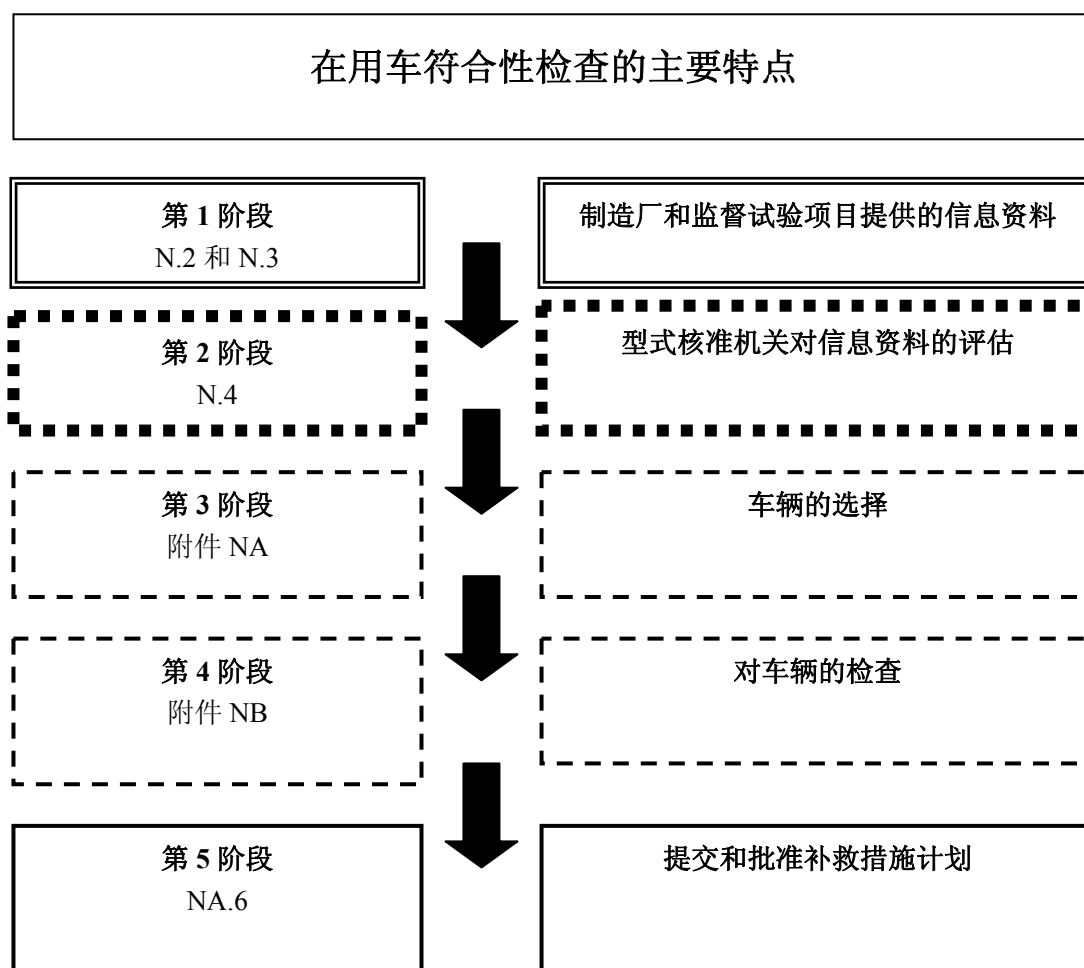 在用车符合性检查的主要特点
第 1 阶段
N.2 和 N.3
制造厂和监督试验项目提供的信息资料
第 2 阶段
N.4
型式核准机关对信息资料的评估
第 3 阶段
附件 NA
车辆的选择
第 4 阶段
附件 NB
对车辆的检查
第 5 阶段
NA.6
提交和批准补救措施计划